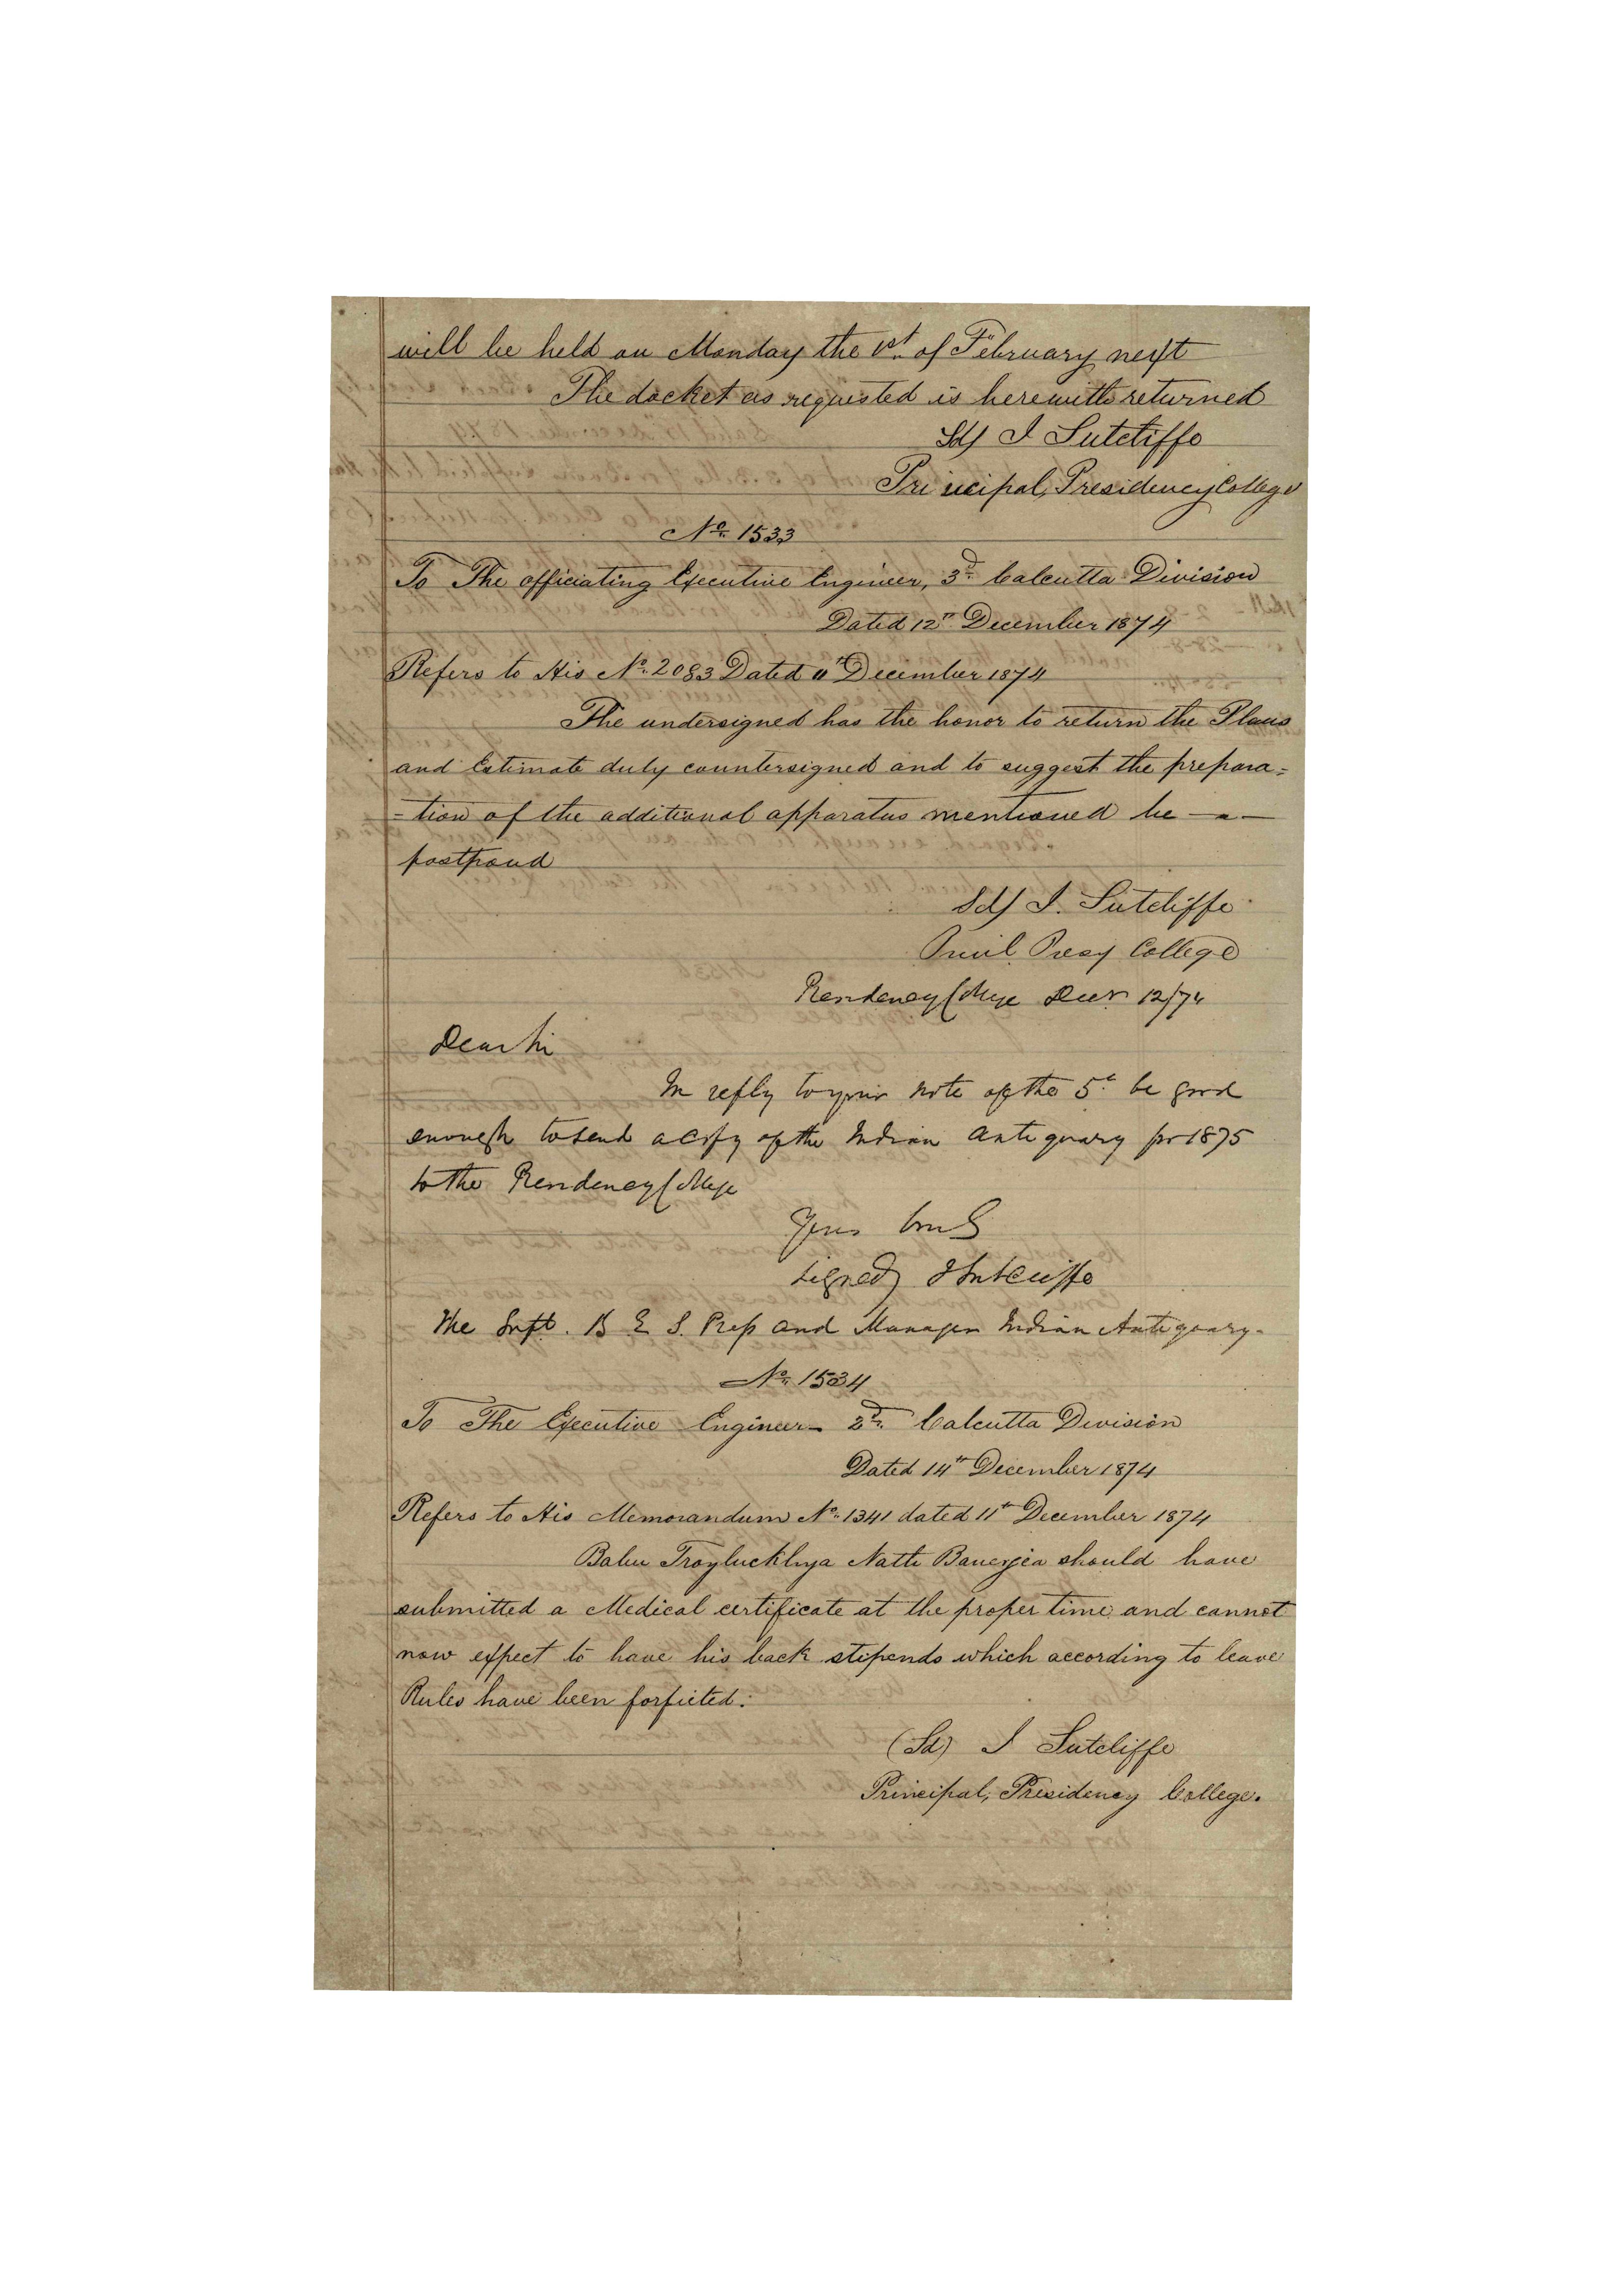 will be held on Monday the 1st of February next
The docket as requested is herewith returned
Sd/ J Sutcliffe
Principal, Presidency College
No. 1533
To The officiating Executive Engineer, 3d Calcutta Division
Dated 12th December 1874
Refers to His No. 2083 Dated 11th December 1874
The undersigned has the honor to return the Plans
and Estimate duly countersigned and to suggest the prepara=
=tion of the additional apparatus mentioned be
postpond
Sd/ J. Sutcliffe
Princl. Presy College
Presidency College Decr 12/74
Dear Sir
In reply to your note of the 5th be good
enough to send a copy of the Indian Antiquary for 1875
to the Presidency College
Yours truly
signed) J Sutcliffe
The Supt. B E S. Press and Manager Indian Antiquary-
No. 1534
To The Executive Engineer 2d. Calcutta Division
Dated 14th December 1874
Refers to His Memorandum No. 1341 dated 11th December 1874
Babu Troyluckhya Nath Banerjea should have
submitted a Medical certificate at the proper time and cannot
now expect to have his back stipends which according to leave
Rules have been forfieted.
(Sd) J Sutcliffe
Principal, Presidency College.